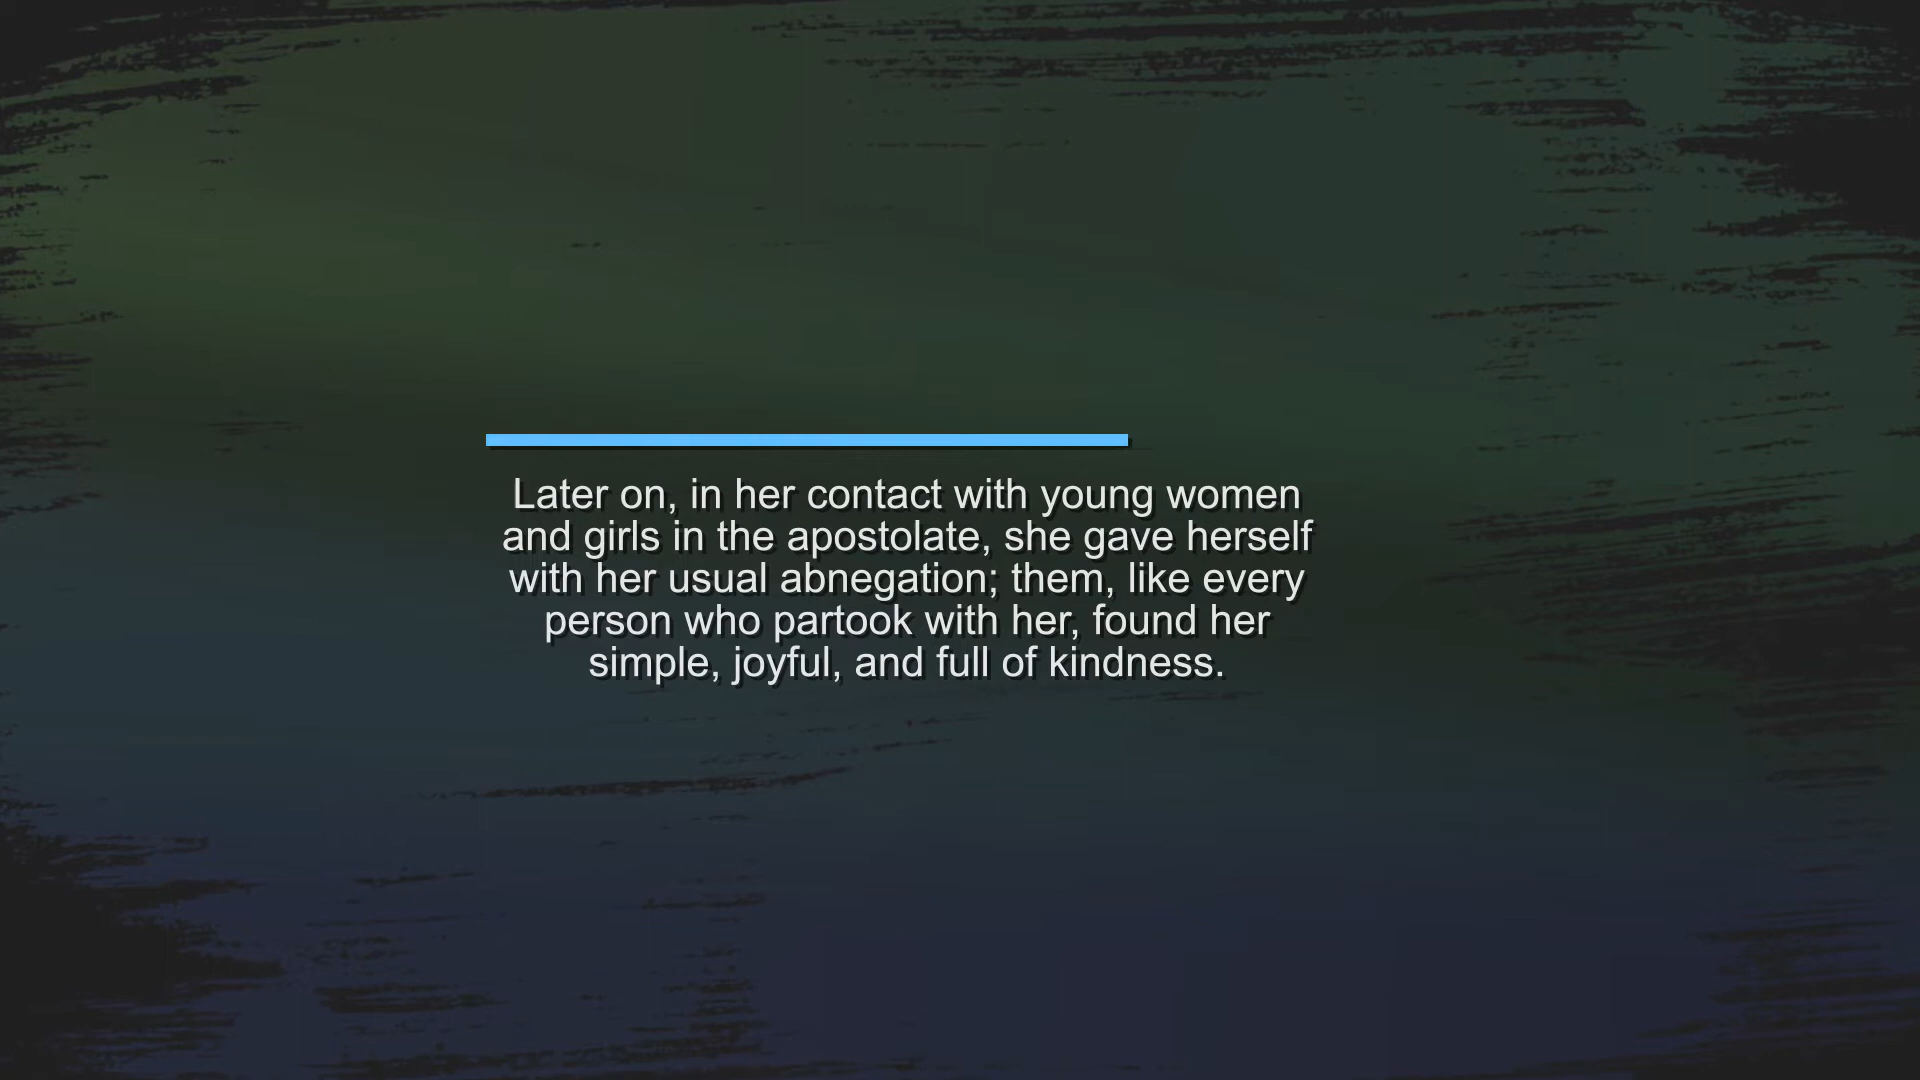 Later on, in her contact with young women
and girls in the apostolate, she gave herself
with her usual abnegation; them, like every
person who partook with her, found her
simple, joyful, and full of kindness.